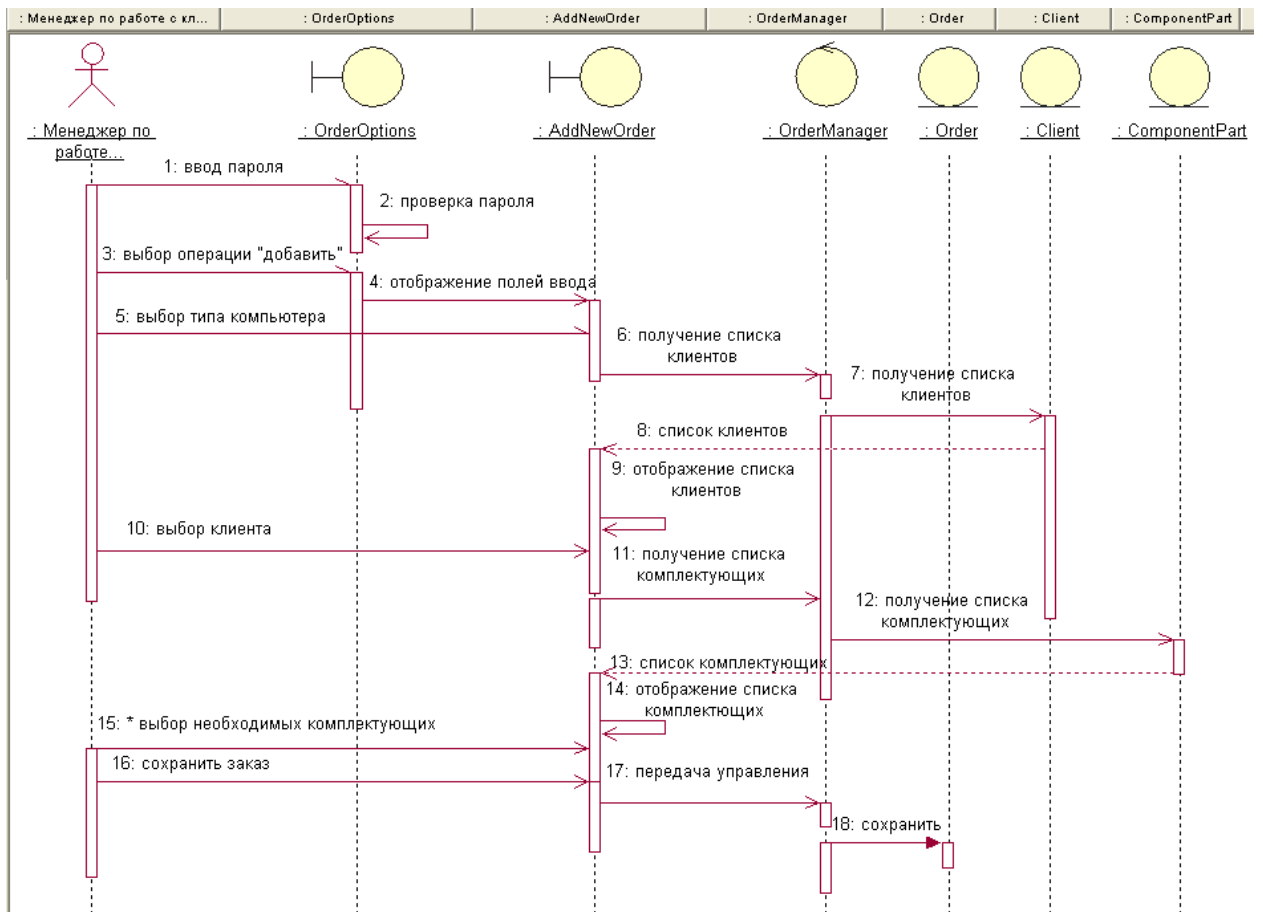 : Менеджер по работе с кл...
: OrderOptions
: AddNewOrder
: OrderManager
: Order
: Client
: ComponentPart
: Менеджер по
работе...
: OrderOptions
: AddNewOrder
: OrderManager
: Order
: Client
: ComponentPart
1: ввод пароля
2: проверка пароля
3: выбор операции "добавить"
4: отображение полей ввода
5: выбор типа компьютера
6: получение списка
клиентов
7: получение списка
клиентов
8: список клиентов
9: отображение списка
клиентов
10: выбор клиента
11: получение списка
комплектующих
12: получение списка
комплектующих
13: список комплектующих
14: отображение списка
комплектющих
15: * выбор необходимых комплектующих
16: сохранить заказ
17: передача управления
18: сохранить